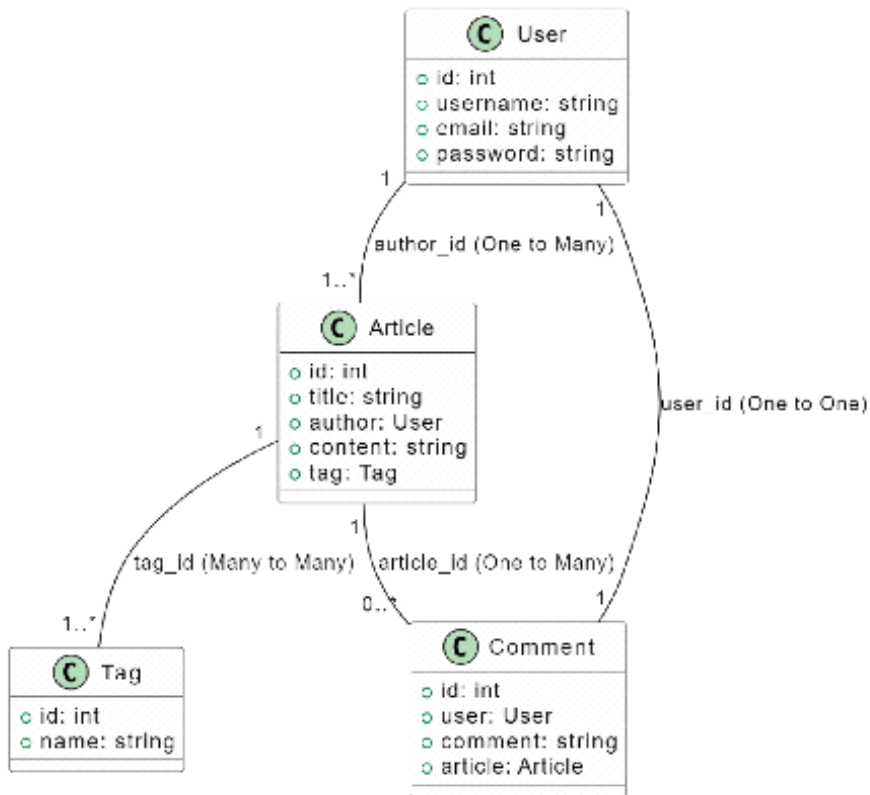 C User
id: int
username: string
email: string
password: string
1
1
author_id (One to Many)
1..*
C Article
id: int
title: string
author: User
content: string
tag: Tag
user_id (One to One)
1
1
tag_id (Many to Many)
article_id (One to Many)
0..*
1
1..*
C Tag
id: int
name: string
C Comment
id: int
user: User
comment: string
article: Article